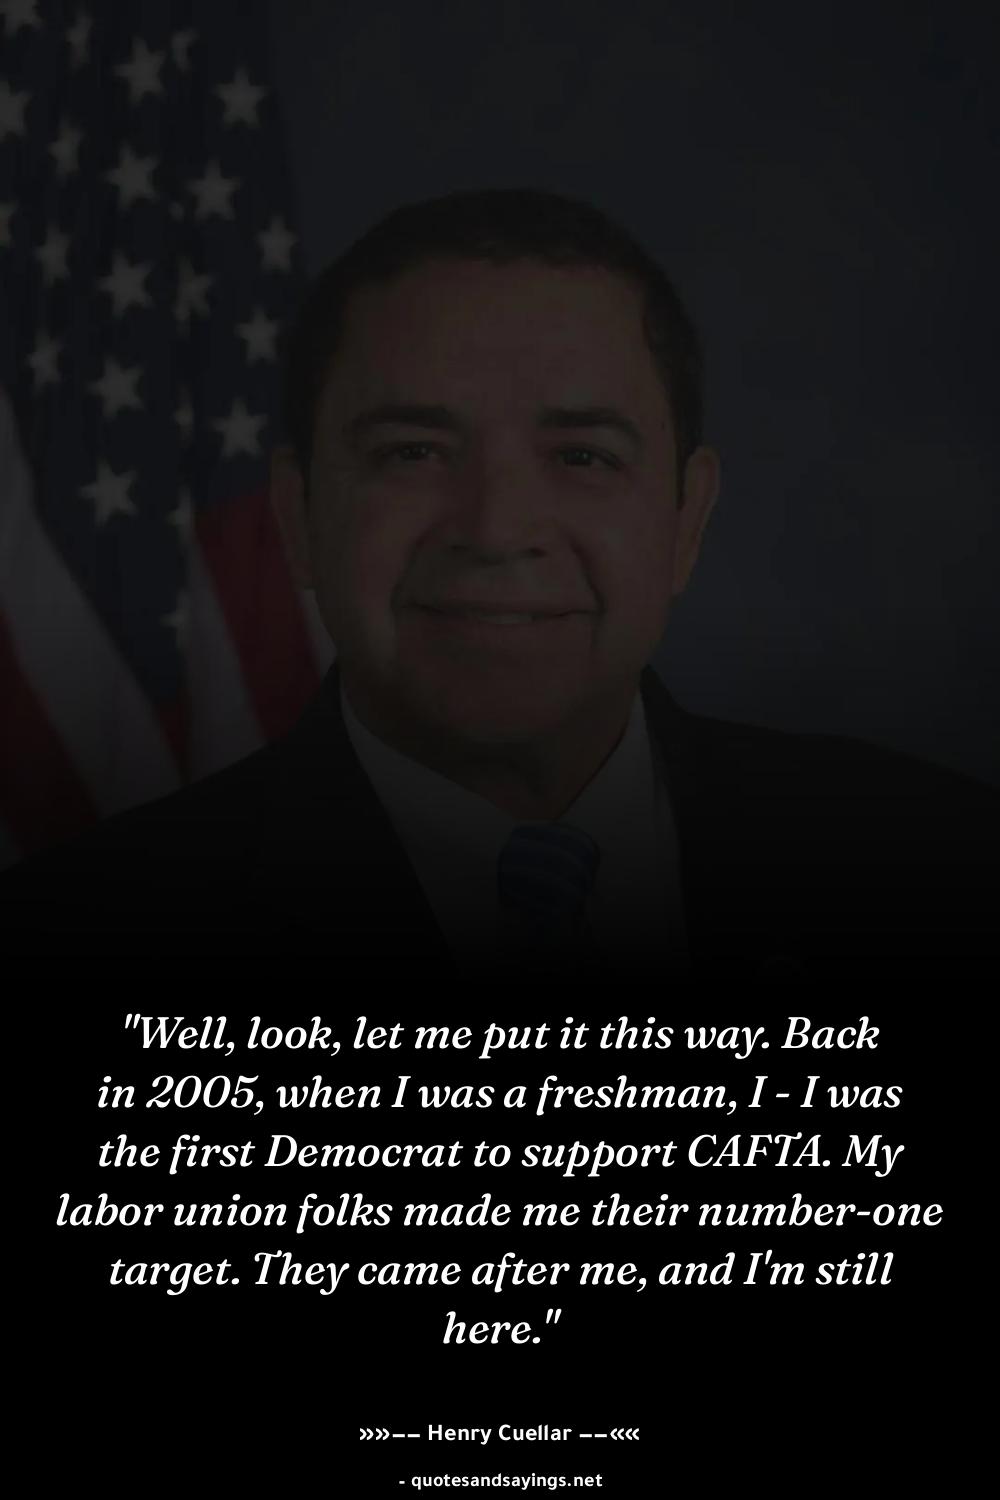 "Well, look, let me put it this way. Back
in 2005, when I was a freshman, I - I was
the first Democrat to support CAFTA. My
labor union folks made me their number-one
target. They came after me, and I'm still
here."
»»−− Henry Cuellar −−««
- quotesandsayings.net